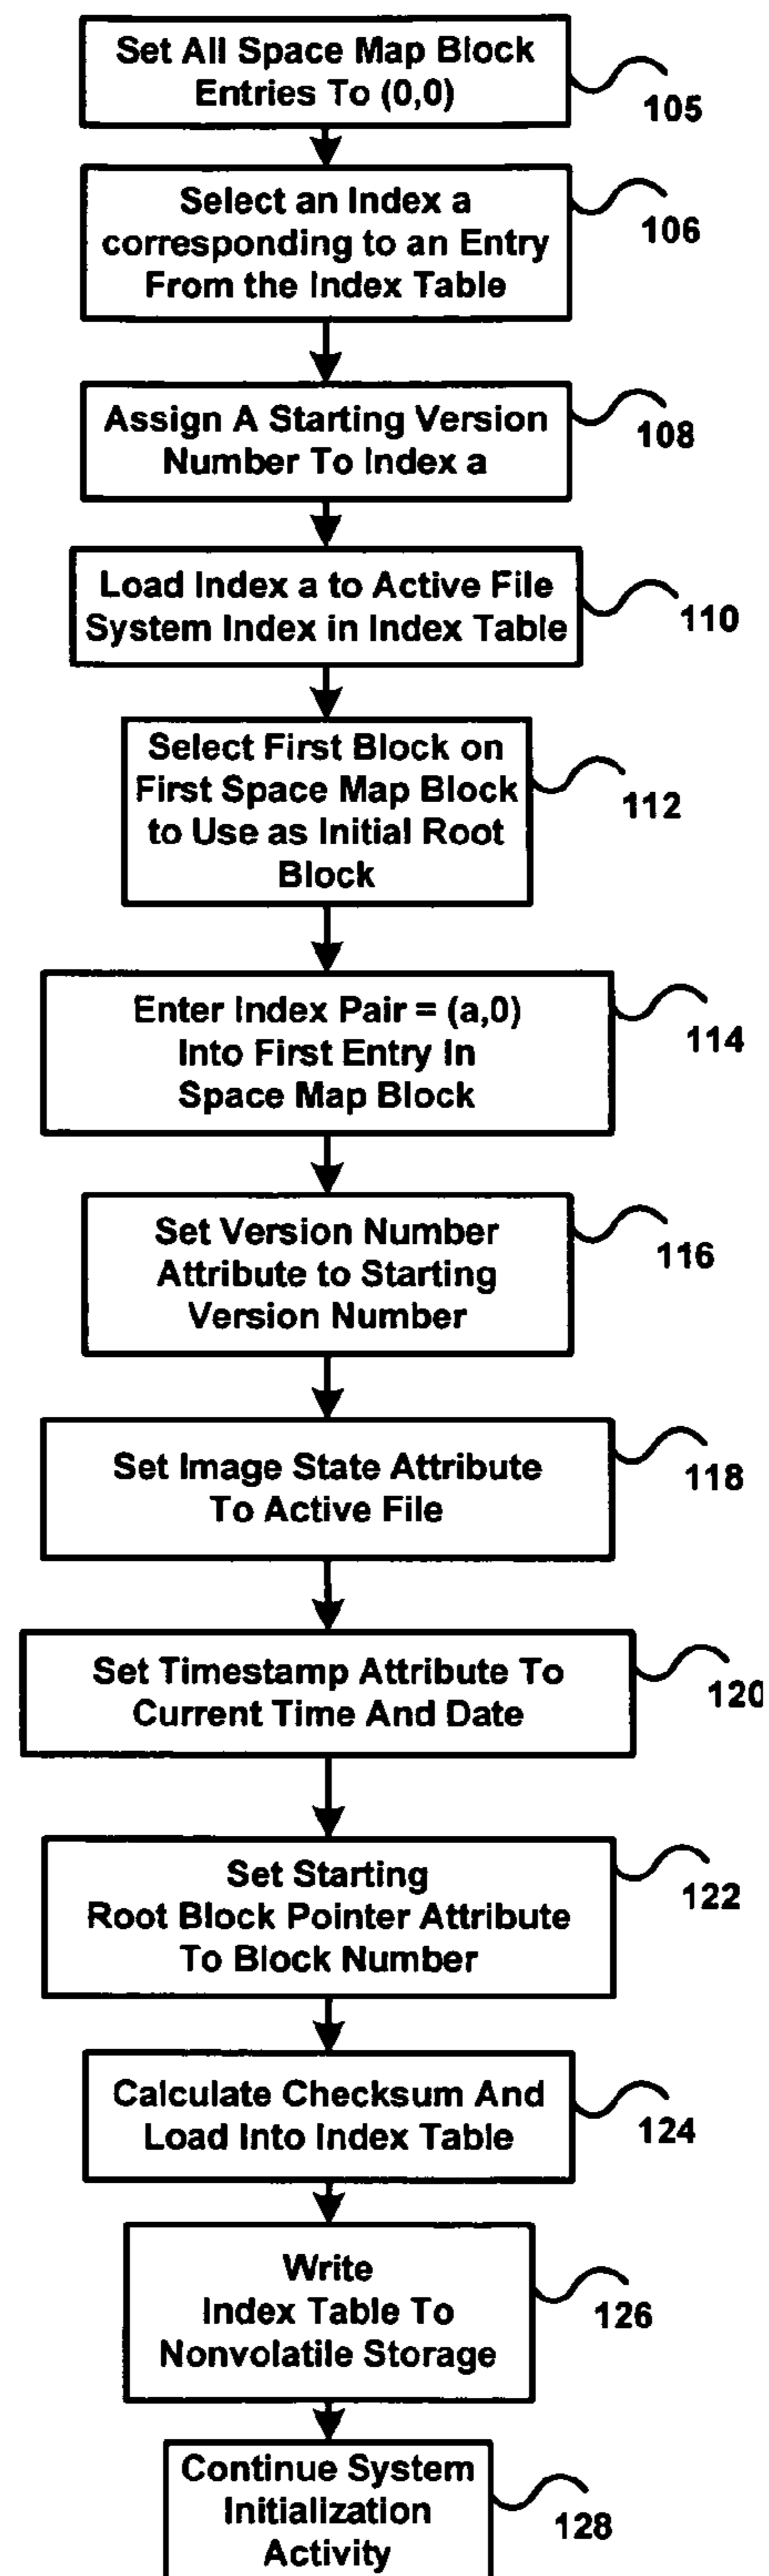 Set All Space Map Block
Entries To (0,0)
105
Select an Index a
corresponding to an Entry
From the Index Table
106
Assign A Starting Version
Number To Index a
108
Load Index a to Active File
System Index in Index Table
110
Select First Block on
First Space Map Block
to Use as Initial Root
Block
112
Enter Index Pair = (a,0)
Into First Entry In
Space Map Block
114
Set Version Number
Attribute to Starting
Version Number
116
Set Image State Attribute
To Active File
118
Set Timestamp Attribute To
Current Time And Date
120
Set Starting
Root Block Pointer Attribute
To Block Number
122
Calculate Checksum And
Load Into Index Table
124
Write
Index Table To
Nonvolatile Storage
126
Continue System
Initialization
Activity
128